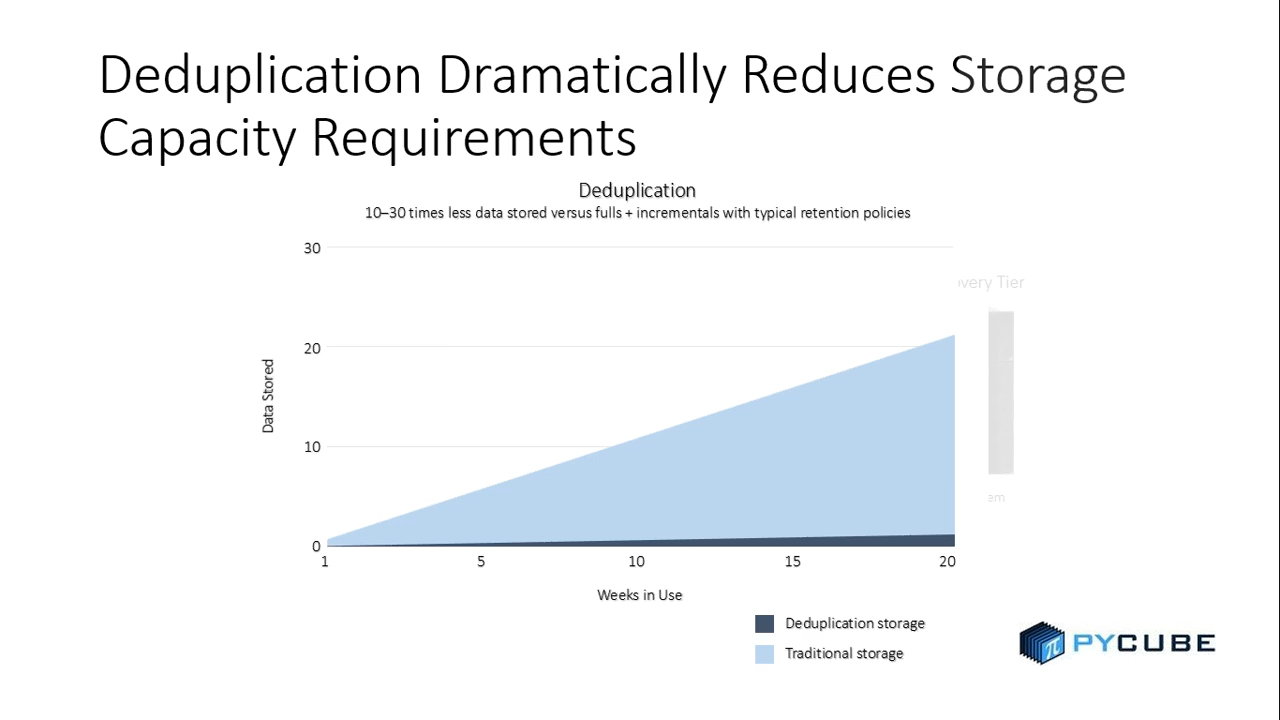 Deduplication Dramatically Reduces Storage
Capacity Requirements
Deduplication
10–30 times less data stored versus fulls + incrementals with typical retention policies
30
20
10
0
Data Stored
1 5 10 15 20
Weeks in Use
Deduplication storage
Traditional storage
PYCUBE
π
Tier